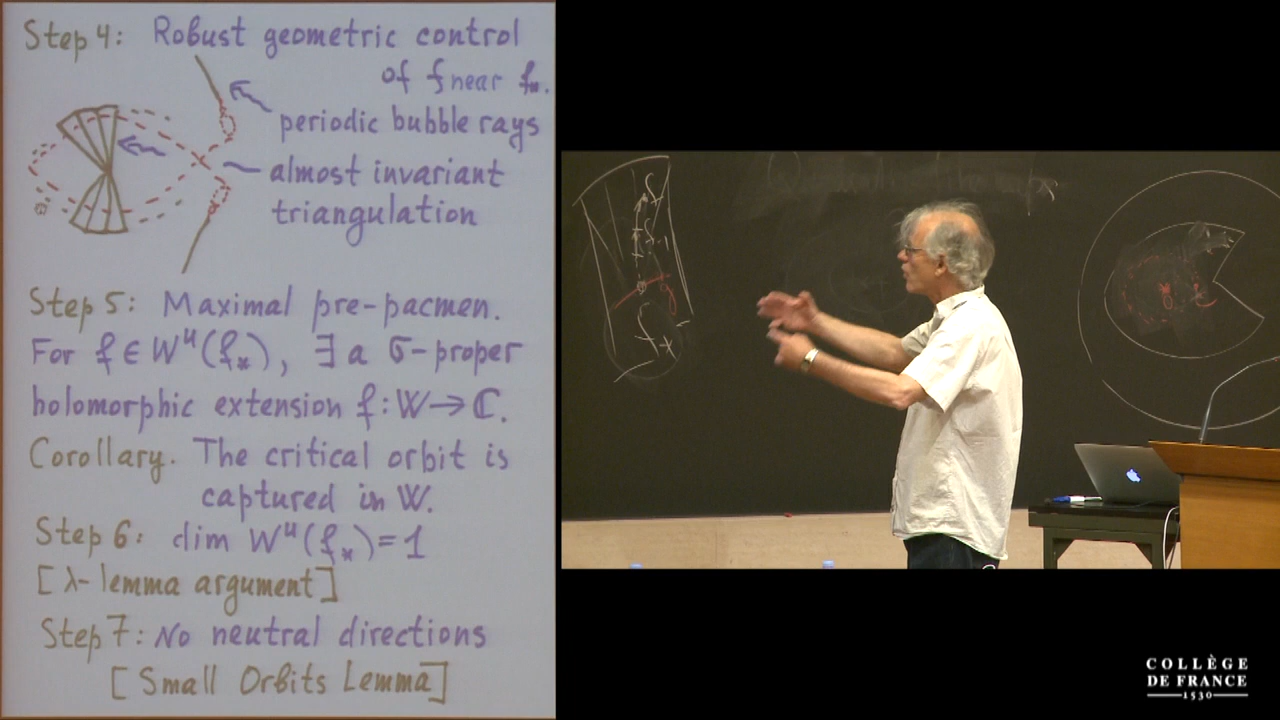 Step 4: Robust geometric control
of f near f*.
periodic bubble rays
almost invariant
triangulation
Step 5: Maximal pre-pacmen.
For f ∈ Wᵘ(f*), ∃ a σ-proper
holomorphic extension f: W → ℂ.
Corollary. The critical orbit is
captured in W.
Step 6: dim Wᵘ(f*) = 1
[λ-lemma argument]
Step 7: No neutral directions
[Small Orbits Lemma]
COLLÈGE
DE FRANCE
1530